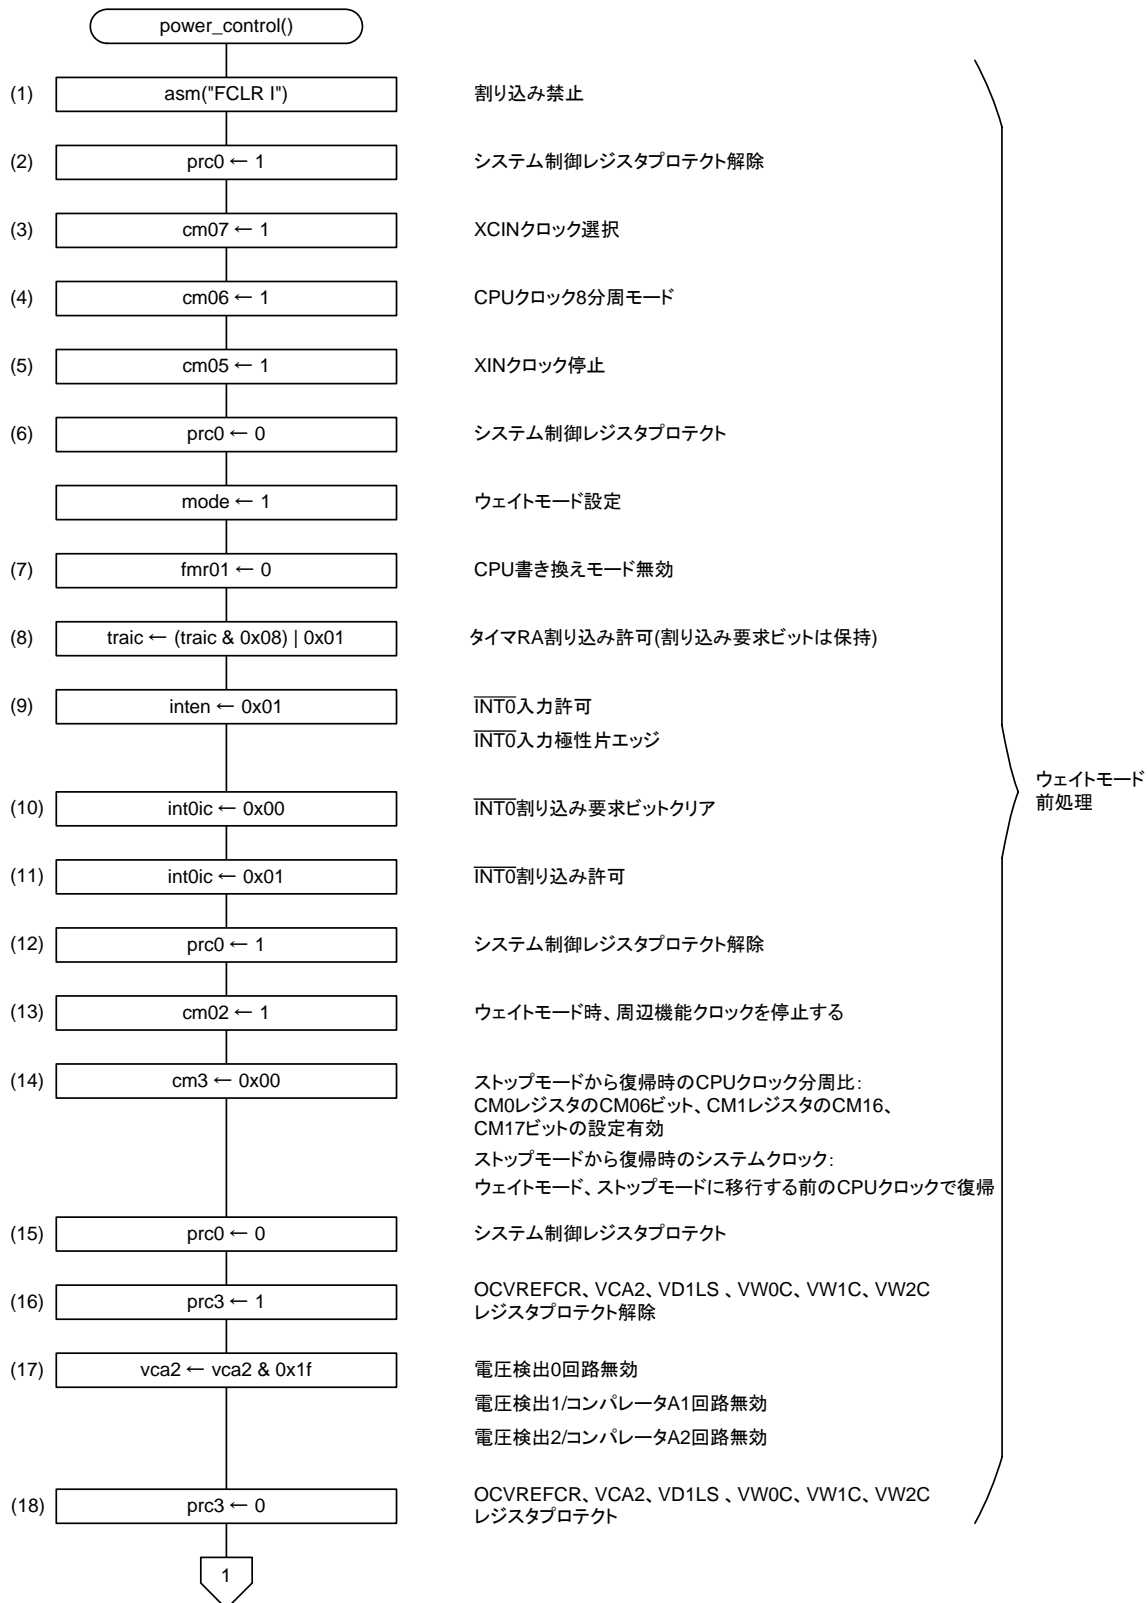 power_control()
(1) asm("FCLR I") 割り込み禁止
(2) prc0 ← 1 システム制御レジスタプロテクト解除
(3) cm07 ← 1 XCINクロック選択
(4) cm06 ← 1 CPUクロック8分周モード
(5) cm05 ← 1 XINクロック停止
(6) prc0 ← 0 システム制御レジスタプロテクト
mode ← 1 ウェイトモード設定
(7) fmr01 ← 0 CPU書き換えモード無効
(8) traic ← (traic & 0x08) | 0x01 タイマRA割り込み許可(割り込み要求ビットは保持)
(9) inten ← 0x01 INT0入力許可
INT0入力極性片エッジ
ウェイトモード
前処理
(10) int0ic ← 0x00 INT0割り込み要求ビットクリア
(11) int0ic ← 0x01 INT0割り込み許可
(12) prc0 ← 1 システム制御レジスタプロテクト解除
(13) cm02 ← 1 ウェイトモード時、周辺機能クロックを停止する
(14) cm3 ← 0x00 ストップモードから復帰時のCPUクロック分周比:
CM0レジスタのCM06ビット、CM1レジスタのCM16、
CM17ビットの設定有効
ストップモードから復帰時のシステムクロック:
ウェイトモード、ストップモードに移行する前のCPUクロックで復帰
(15) prc0 ← 0 システム制御レジスタプロテクト
(16) prc3 ← 1 OCVREFCR、VCA2、VD1LS 、VW0C、VW1C、VW2C
レジスタプロテクト解除
(17) vca2 ← vca2 & 0x1f 電圧検出0回路無効
電圧検出1/コンパレータA1回路無効
電圧検出2/コンパレータA2回路無効
(18) prc3 ← 0 OCVREFCR、VCA2、VD1LS 、VW0C、VW1C、VW2C
レジスタプロテクト
1